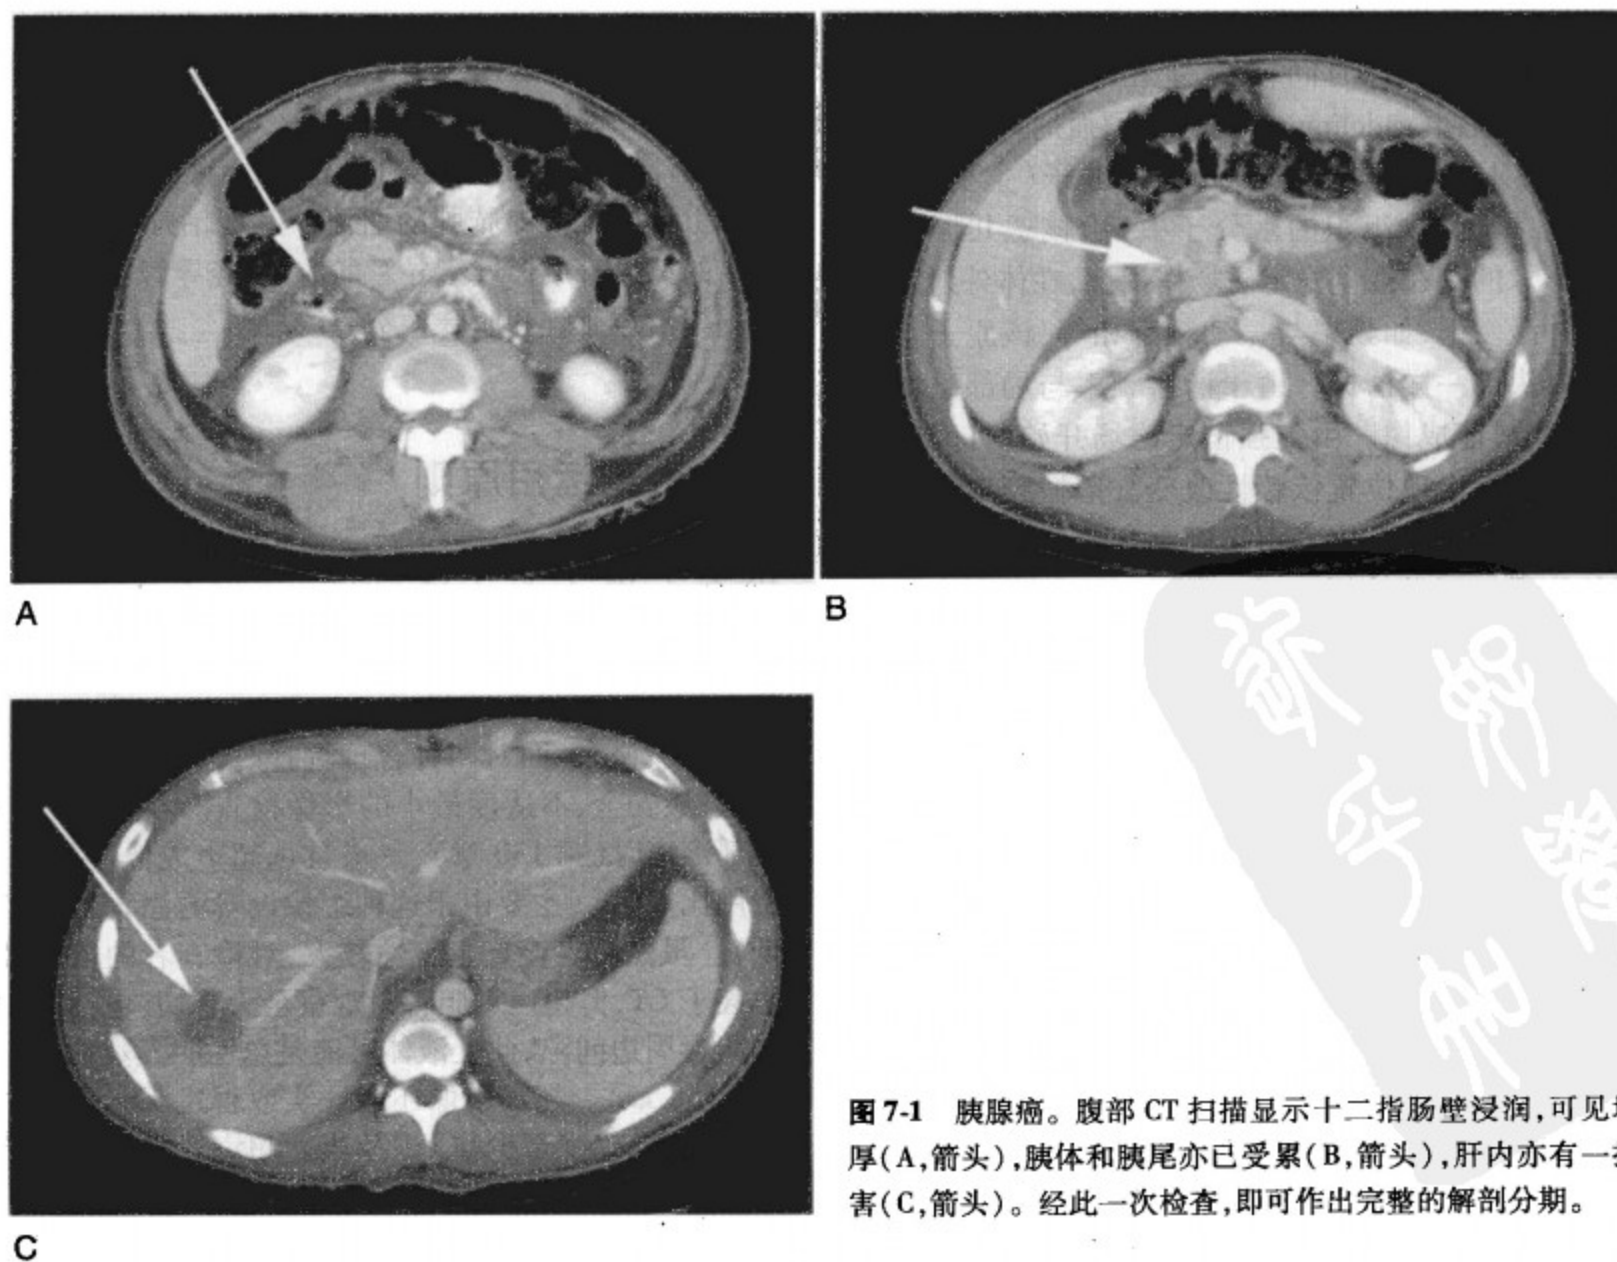 A
B
C
图 7-1 胰腺癌。腹部 CT 扫描显示十二指肠壁浸润,可见
厚(A,箭头),胰体和胰尾亦已受累(B,箭头),肝内亦有一
害(C,箭头)。经此一次检查,即可作出完整的解剖分期。